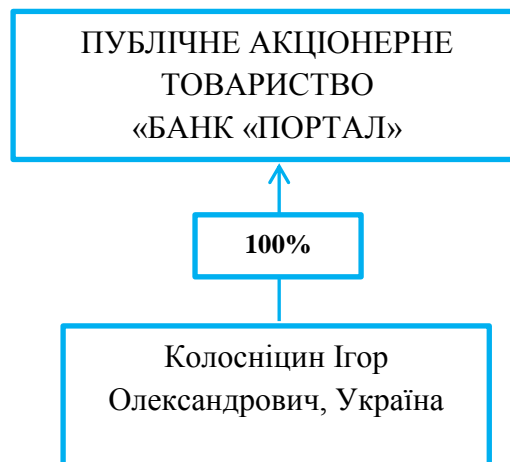 ПУБЛІЧНЕ АКЦІОНЕРНЕ
ТОВАРИСТВО
«БАНК «ПОРТАЛ»
100%
Колосніцин Ігор
Олександрович, Україна